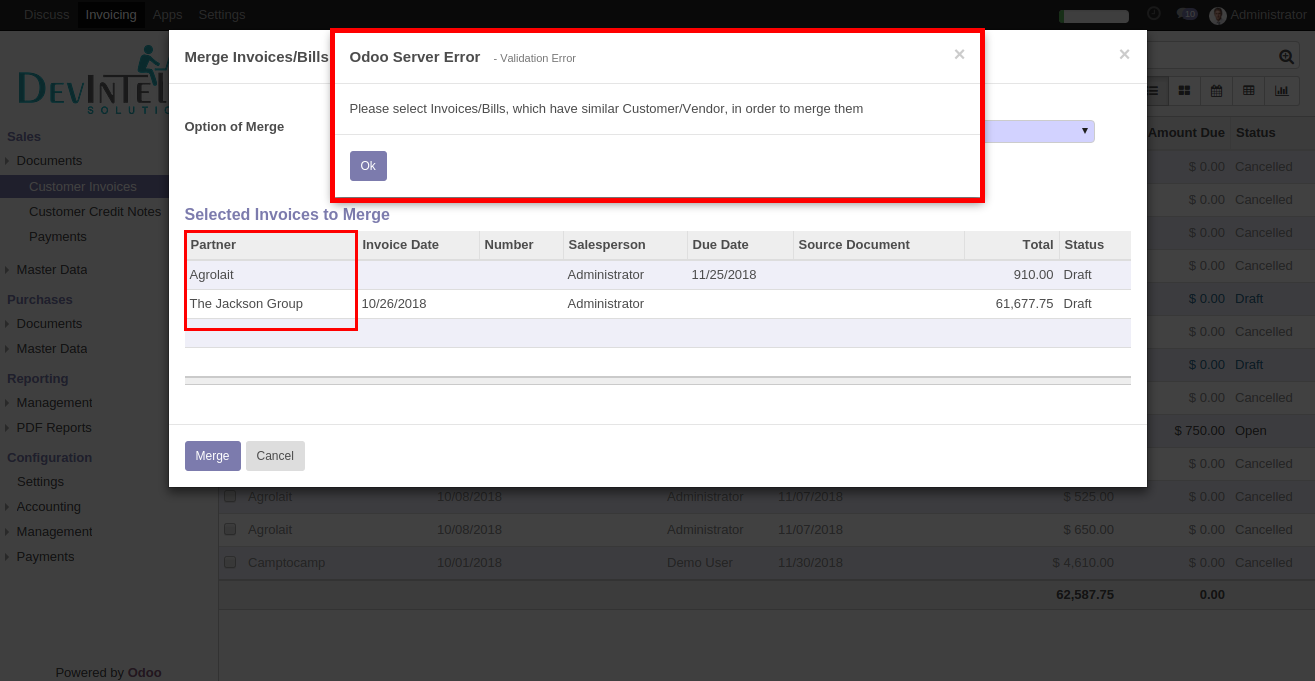 Discuss Invoicing Apps Settings 10 Administrator
DEVINTEL
SOLUTIO
Merge Invoices/Bills
Odoo Server Error - Validation Error ×
×
Please select Invoices/Bills, which have similar Customer/Vendor, in order to merge them
Ok
Option of Merge
Selected Invoices to Merge
Partner Invoice Date Number Salesperson Due Date Source Document Total Status
Agrolait Administrator 11/25/2018 910.00 Draft
The Jackson Group 10/26/2018 Administrator 61,677.75 Draft
Merge Cancel
Sales
Documents
Customer Invoices
Customer Credit Notes
Payments
Master Data
Purchases
Documents
Master Data
Reporting
Management
PDF Reports
Configuration
Settings
Accounting
Management
Payments
Powered by Odoo
Amount Due Status
$ 0.00 Cancelled
$ 0.00 Cancelled
$ 0.00 Cancelled
$ 0.00 Cancelled
$ 0.00 Draft
$ 0.00 Cancelled
$ 0.00 Draft
$ 0.00 Cancelled
$ 750.00 Open
$ 0.00 Cancelled
Agrolait 10/08/2018 Administrator 11/07/2018 $ 525.00 $ 0.00 Cancelled
Agrolait 10/08/2018 Administrator 11/07/2018 $ 650.00 $ 0.00 Cancelled
Camptocamp 10/01/2018 Demo User 11/30/2018 $ 4,610.00 $ 0.00 Cancelled
62,587.75 0.00